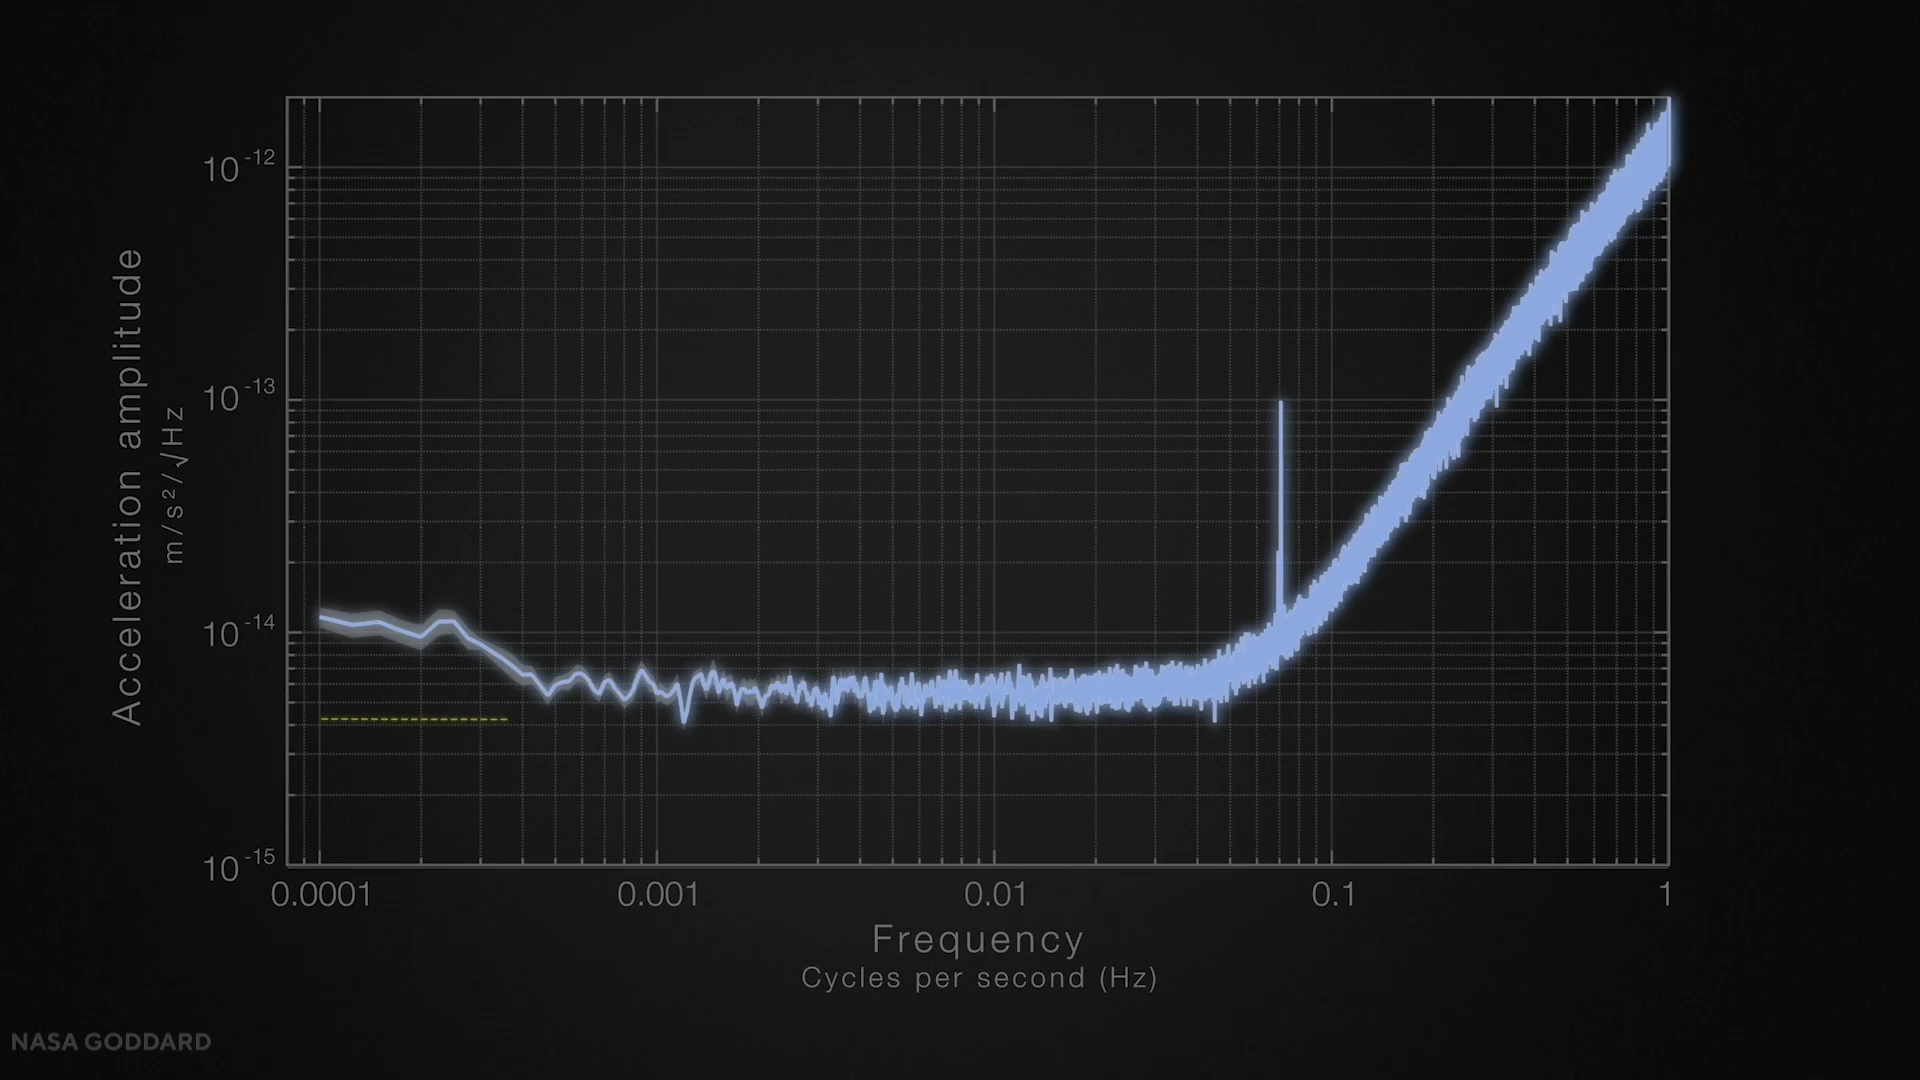 10⁻¹²
10⁻¹³
10⁻¹⁴
10⁻¹⁵
Acceleration amplitude
m/s²/√Hz
0.0001 0.001 0.01 0.1 1
Frequency
Cycles per second (Hz)
NASA GODDARD